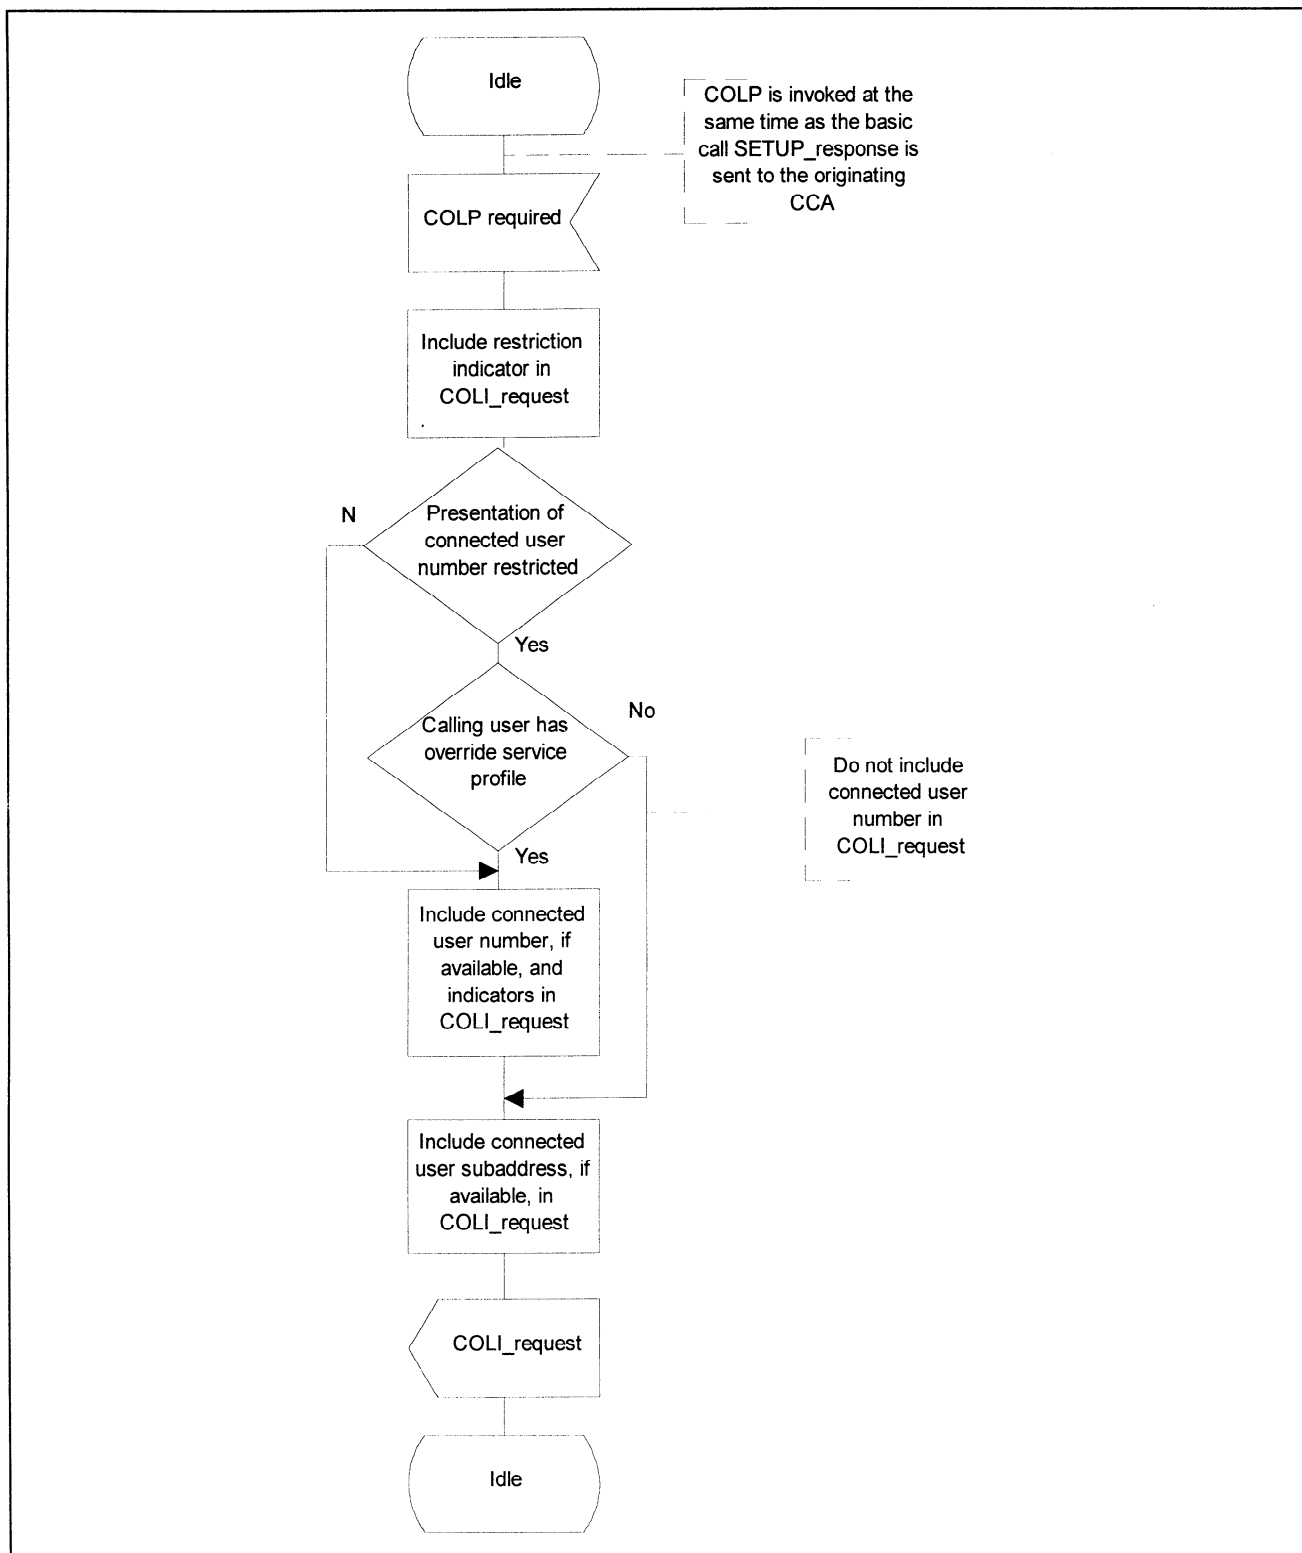 Idle
COLP is invoked at the
same time as the basic
call SETUP_response is
sent to the originating
CCA
COLP required
Include restriction
indicator in
COLI_request
N
Presentation of
connected user
number restricted
Yes
Calling user has
override service
profile
No
Do not include
connected user
number in
COLI_request
Yes
Include connected
user number, if
available, and
indicators in
COLI_request
Include connected
user subaddress, if
available, in
COLI_request
COLI_request
Idle